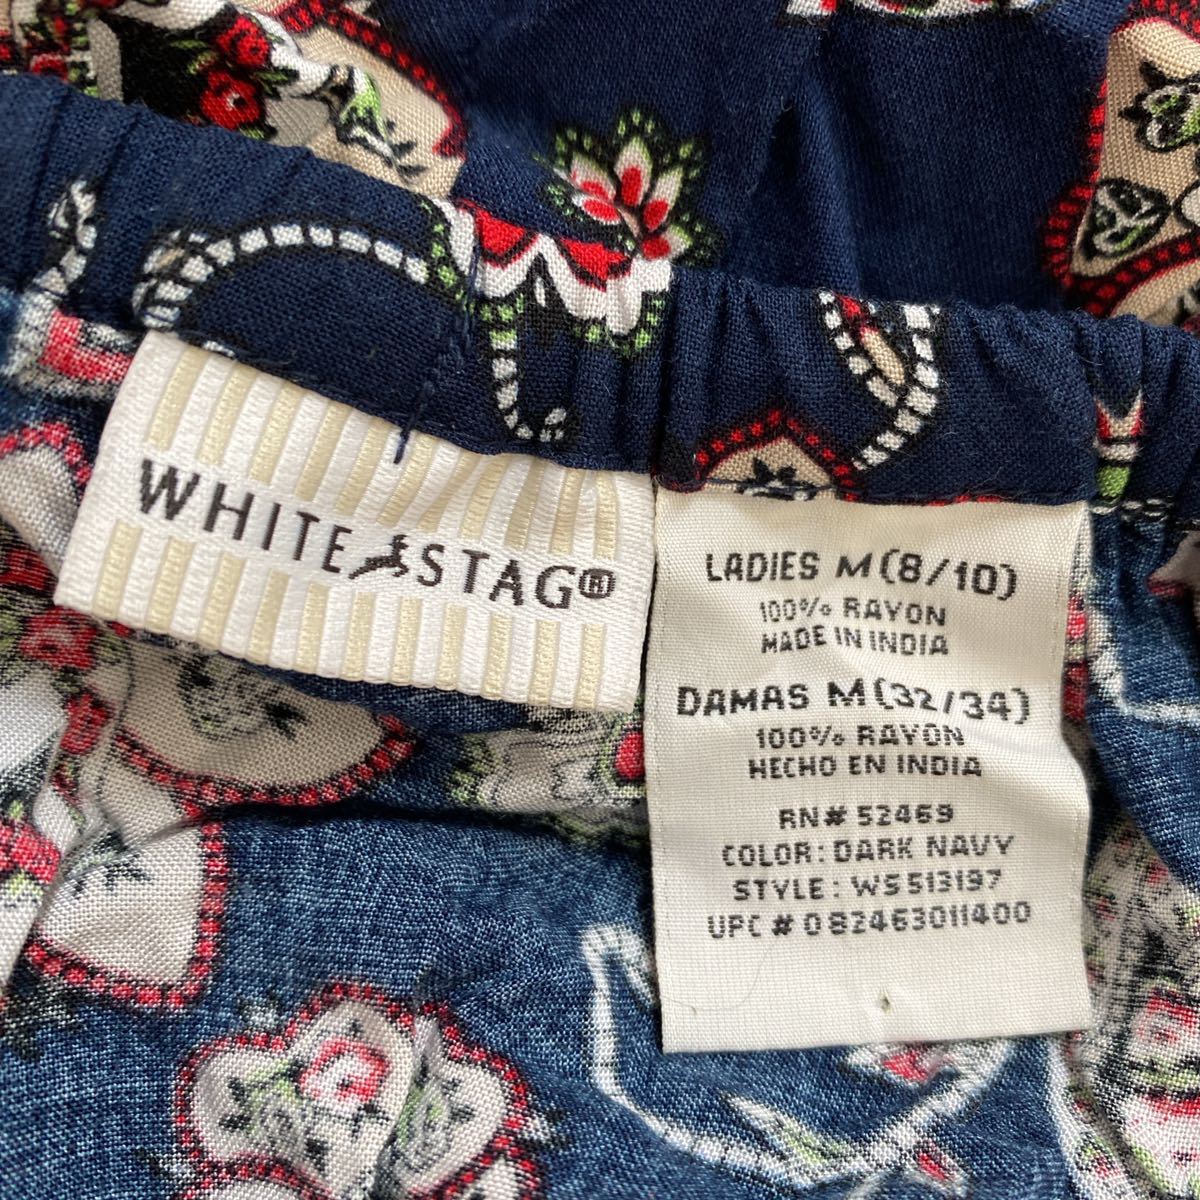 WHITE STAG®
LADIES M (8/10)
100% RAYON
MADE IN INDIA
DAMAS M (32/34)
100% RAYON
HECHO EN INDIA
RN# 52469
COLOR: DARK NAVY
STYLE: WS513197
UPC # 082463011400